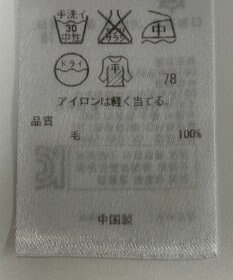 手洗イ
30
中性
エンソ
サラシ
中
ドライ
平
78
アイロンは軽く当てる。
品質
毛 100%
中国製